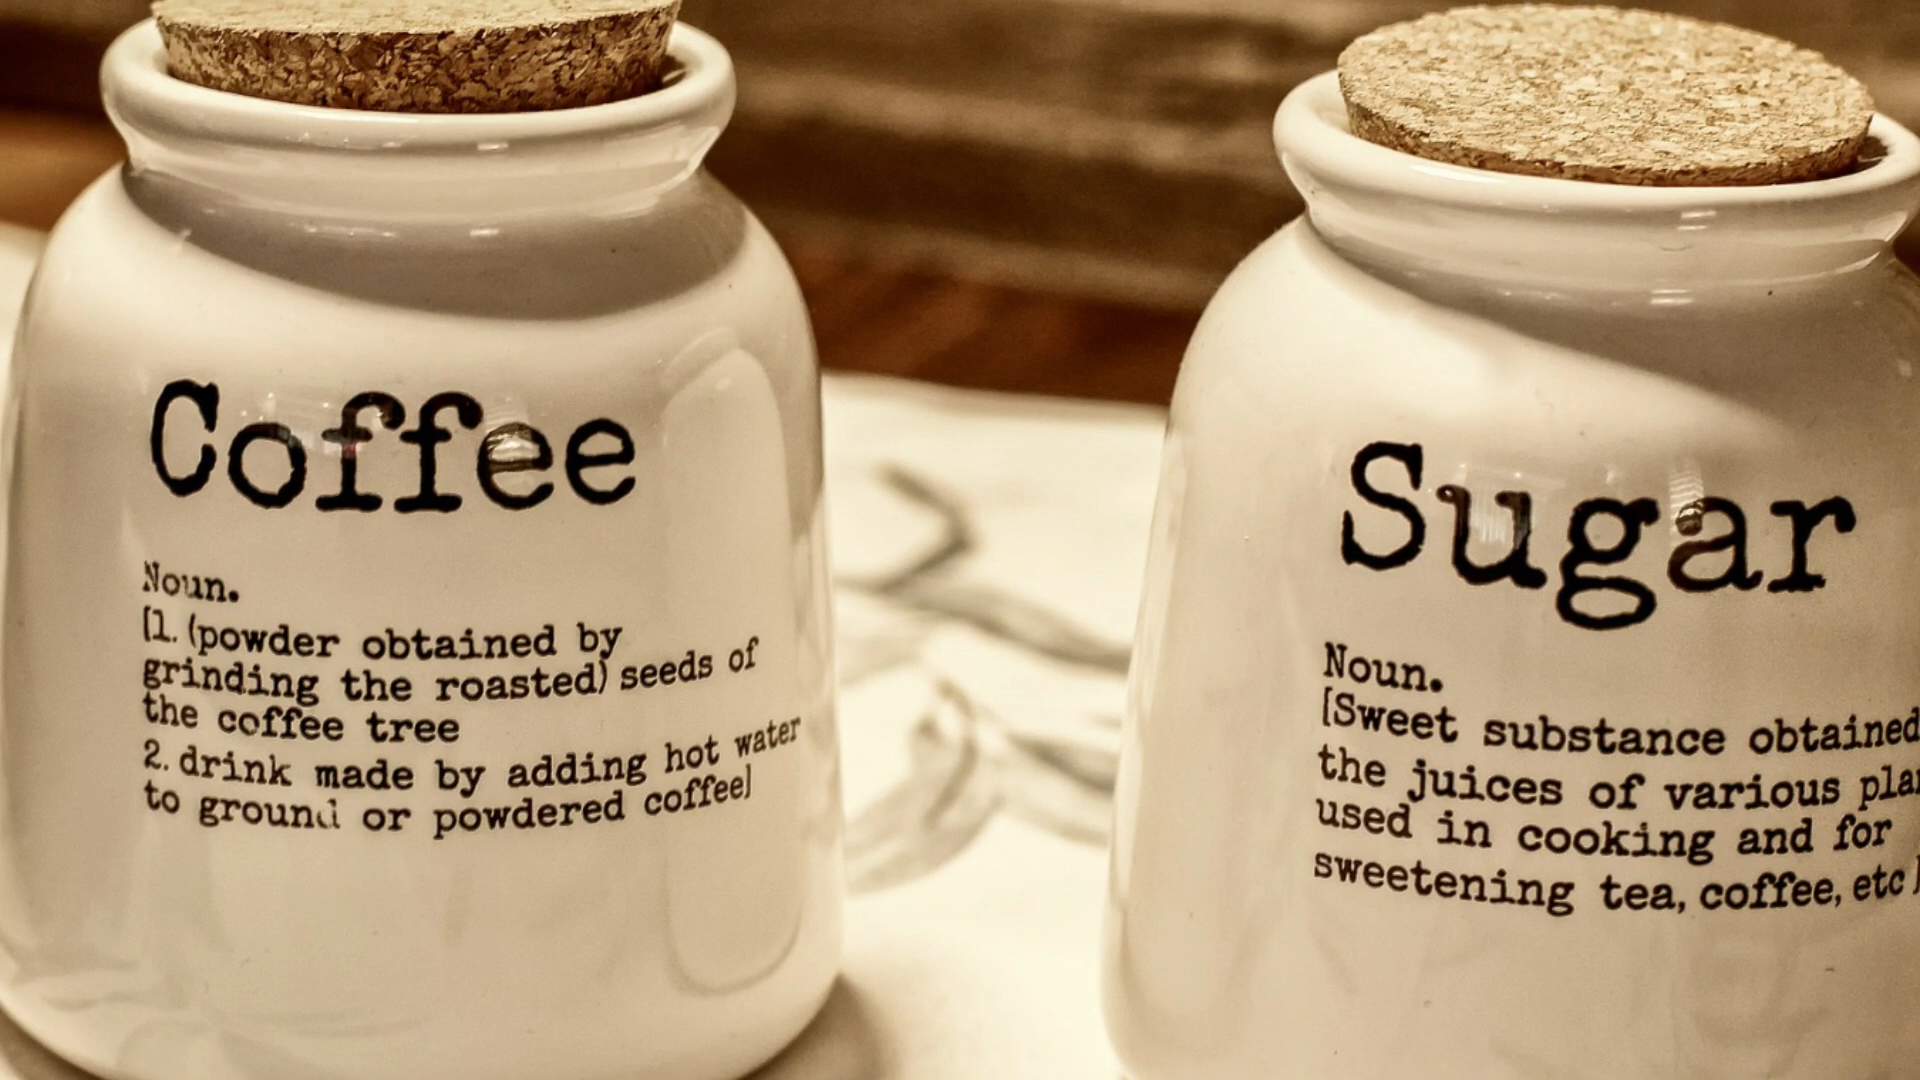 Coffee
Noun.
[1. (powder obtained by
grinding the roasted) seeds of
the coffee tree
2. drink made by adding hot water
to ground or powdered coffee]
Sugar
Noun.
[Sweet substance obtained
the juices of various
used in cooking and for
sweetening tea, coffee, etc]